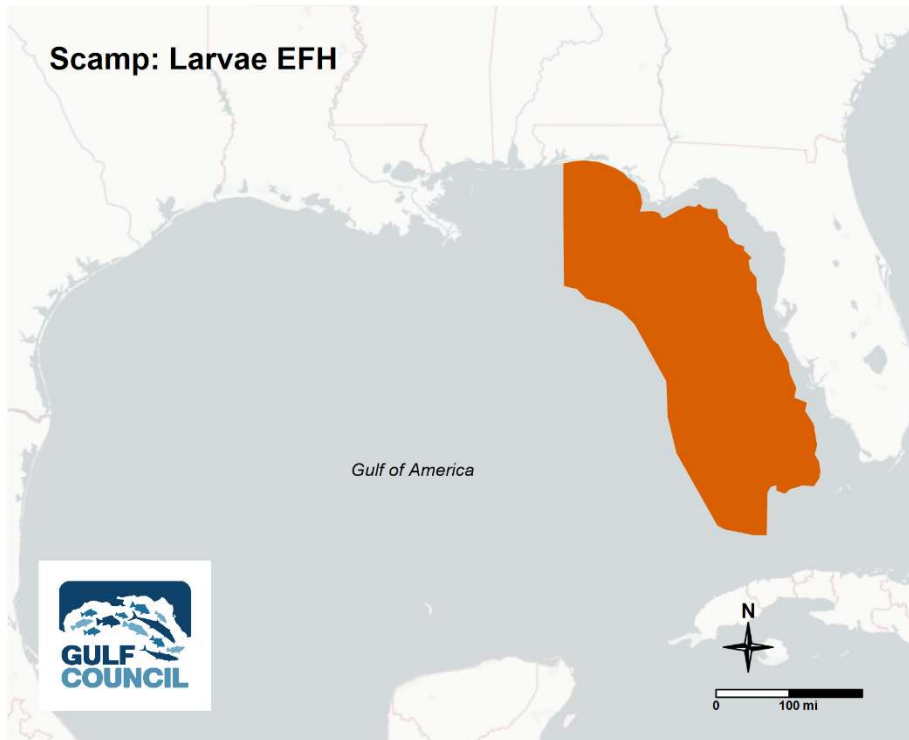 Scamp: Larvae EFH
Gulf of America
GULF
COUNCIL
N
0 100 mi